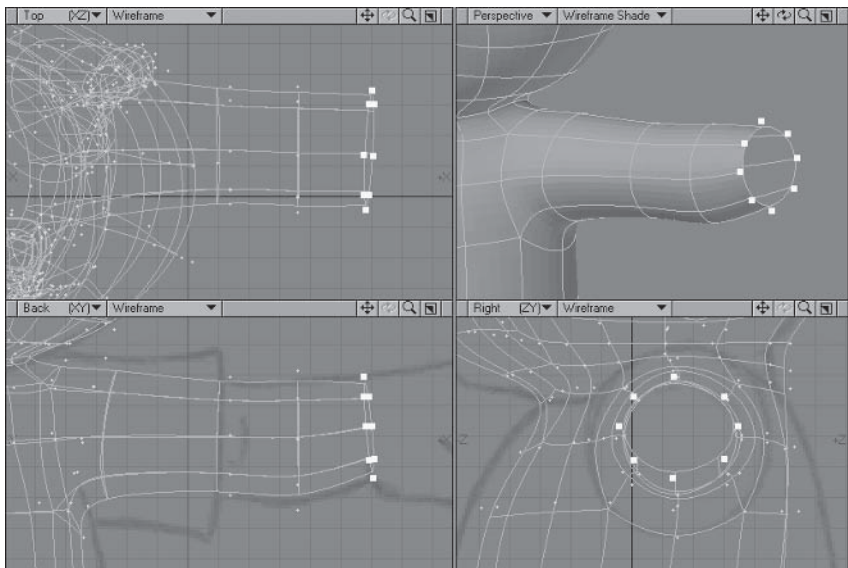 Top (XZ) Wireframe
Perspective Wireframe Shade
X
Back (XY) Wireframe
Right (ZY) Wireframe
Z
Z